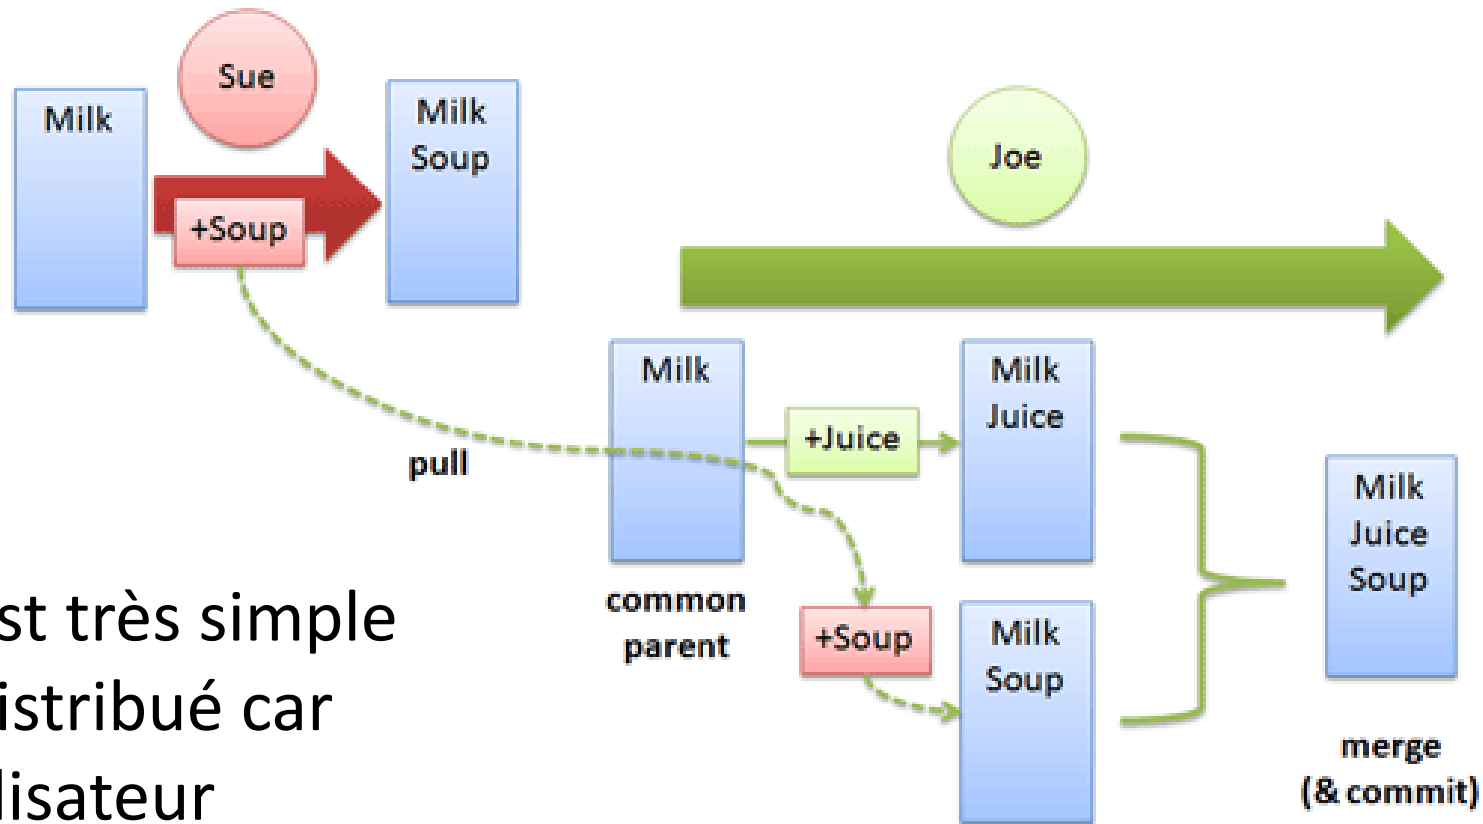 Sue
Milk
Milk
Soup
+Soup
Joe
pull
Milk
common
parent
+Juice
Milk
Juice
+Soup
Milk
Soup
Milk
Juice
Soup
merge
(& commit)
st très simple
istribué car
lisateur